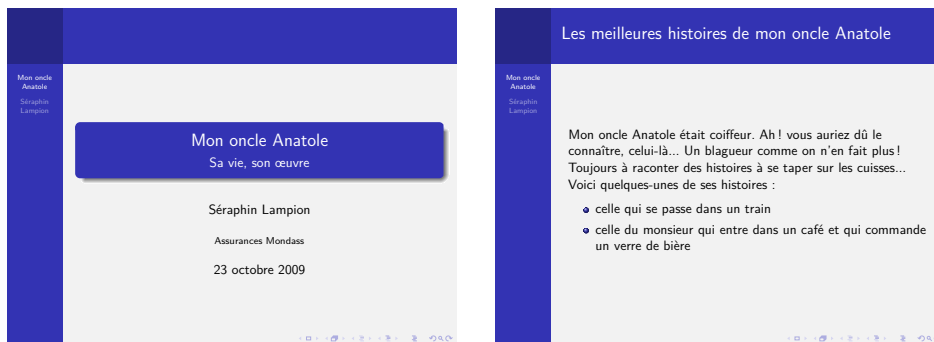 Mon oncle
Anatole
Séraphin
Lampion
Mon oncle Anatole
Sa vie, son œuvre
Séraphin Lampion
Assurances Mondass
23 octobre 2009
Les meilleures histoires de mon oncle Anatole
Mon oncle
Anatole
Séraphin
Lampion
Mon oncle Anatole était coiffeur. Ah ! vous auriez dû le
connaître, celui-là... Un blagueur comme on n'en fait plus !
Toujours à raconter des histoires à se taper sur les cuisses...
Voici quelques-unes de ses histoires :
celle qui se passe dans un train
celle du monsieur qui entre dans un café et qui commande
un verre de bière